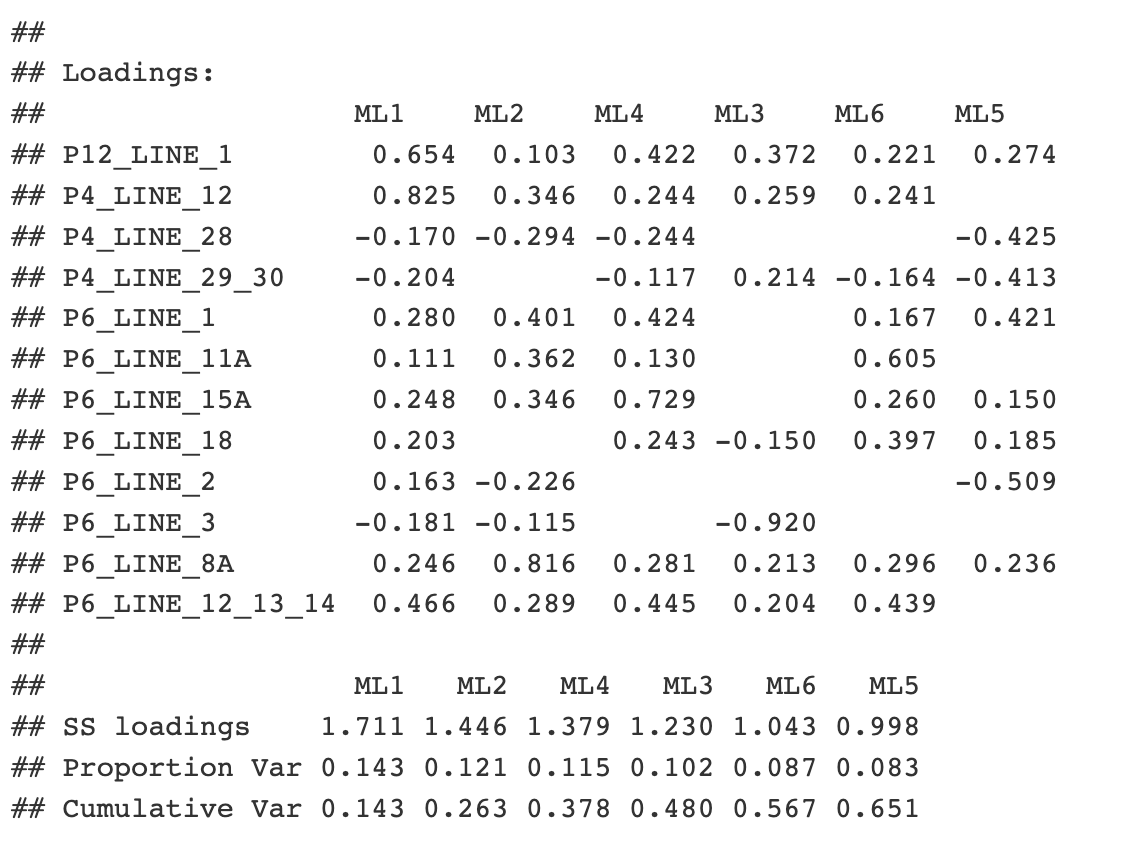 ##
## Loadings:
##                    ML1    ML2    ML4    ML3    ML6    ML5
## P12_LINE_1          0.654  0.103  0.422  0.372  0.221  0.274
## P4_LINE_12          0.825  0.346  0.244  0.259  0.241
## P4_LINE_28         -0.170 -0.294 -0.244               -0.425
## P4_LINE_29_30      -0.204        -0.117  0.214 -0.164 -0.413
## P6_LINE_1           0.280  0.401  0.424         0.167  0.421
## P6_LINE_11A         0.111  0.362  0.130         0.605
## P6_LINE_15A         0.248  0.346  0.729         0.260  0.150
## P6_LINE_18          0.203         0.243 -0.150  0.397  0.185
## P6_LINE_2           0.163 -0.226                      -0.509
## P6_LINE_3          -0.181 -0.115        -0.920
## P6_LINE_8A          0.246  0.816  0.281  0.213  0.296  0.236
## P6_LINE_12_13_14  0.466  0.289  0.445  0.204  0.439
##
##                  ML1   ML2   ML4   ML3   ML6   ML5
## SS loadings    1.711 1.446 1.379 1.230 1.043 0.998
## Proportion Var 0.143 0.121 0.115 0.102 0.087 0.083
## Cumulative Var 0.143 0.263 0.378 0.480 0.567 0.651